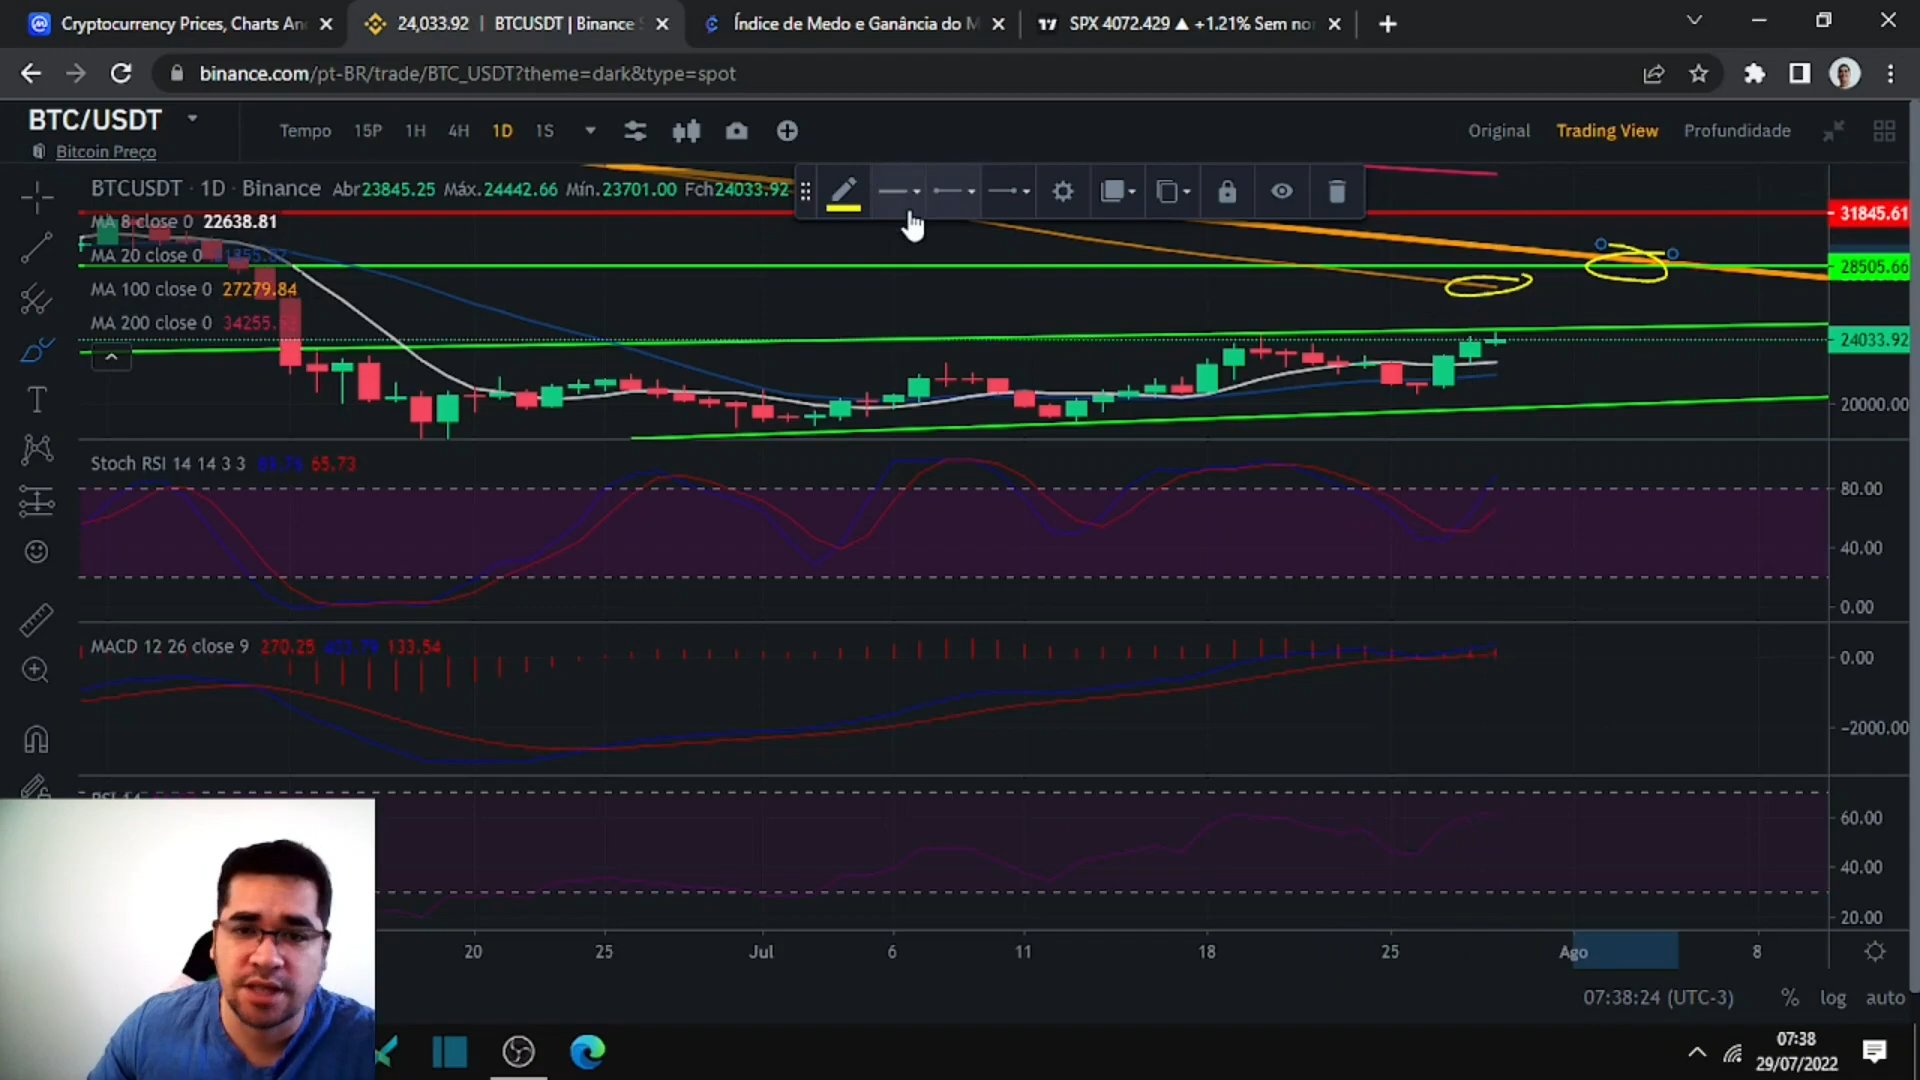 Cryptocurrency Prices, Charts An
24,033.92 | BTCUSDT | Binance S
Índice de Medo e Ganância do M
SPX 4072.429 ▲ +1.21% Sem no
binance.com/pt-BR/trade/BTC_USDT?theme=dark&type=spot
BTC/USDT
Bitcoin Preço
Tempo 15P 1H 4H 1D 1S
Original Trading View Profundidade
BTCUSDT · 1D · Binance Abr23845.25 Máx.24442.66 Mín.23701.00 Fch24033.92
MA 8 close 0 22638.81
MA 20 close 0
MA 100 close 0 27279.84
MA 200 close 0
31845.61
28505.66
24033.92
20000.00
Stoch RSI 14 14 3 3 65.73
80.00
40.00
0.00
MACD 12 26 close 9 270.25 133.54
0.00
−2000.00
60.00
40.00
20.00
20 25 Jul 6 11 18 25 Ago 8
07:38:24 (UTC-3) % log auto
07:38
29/07/2022